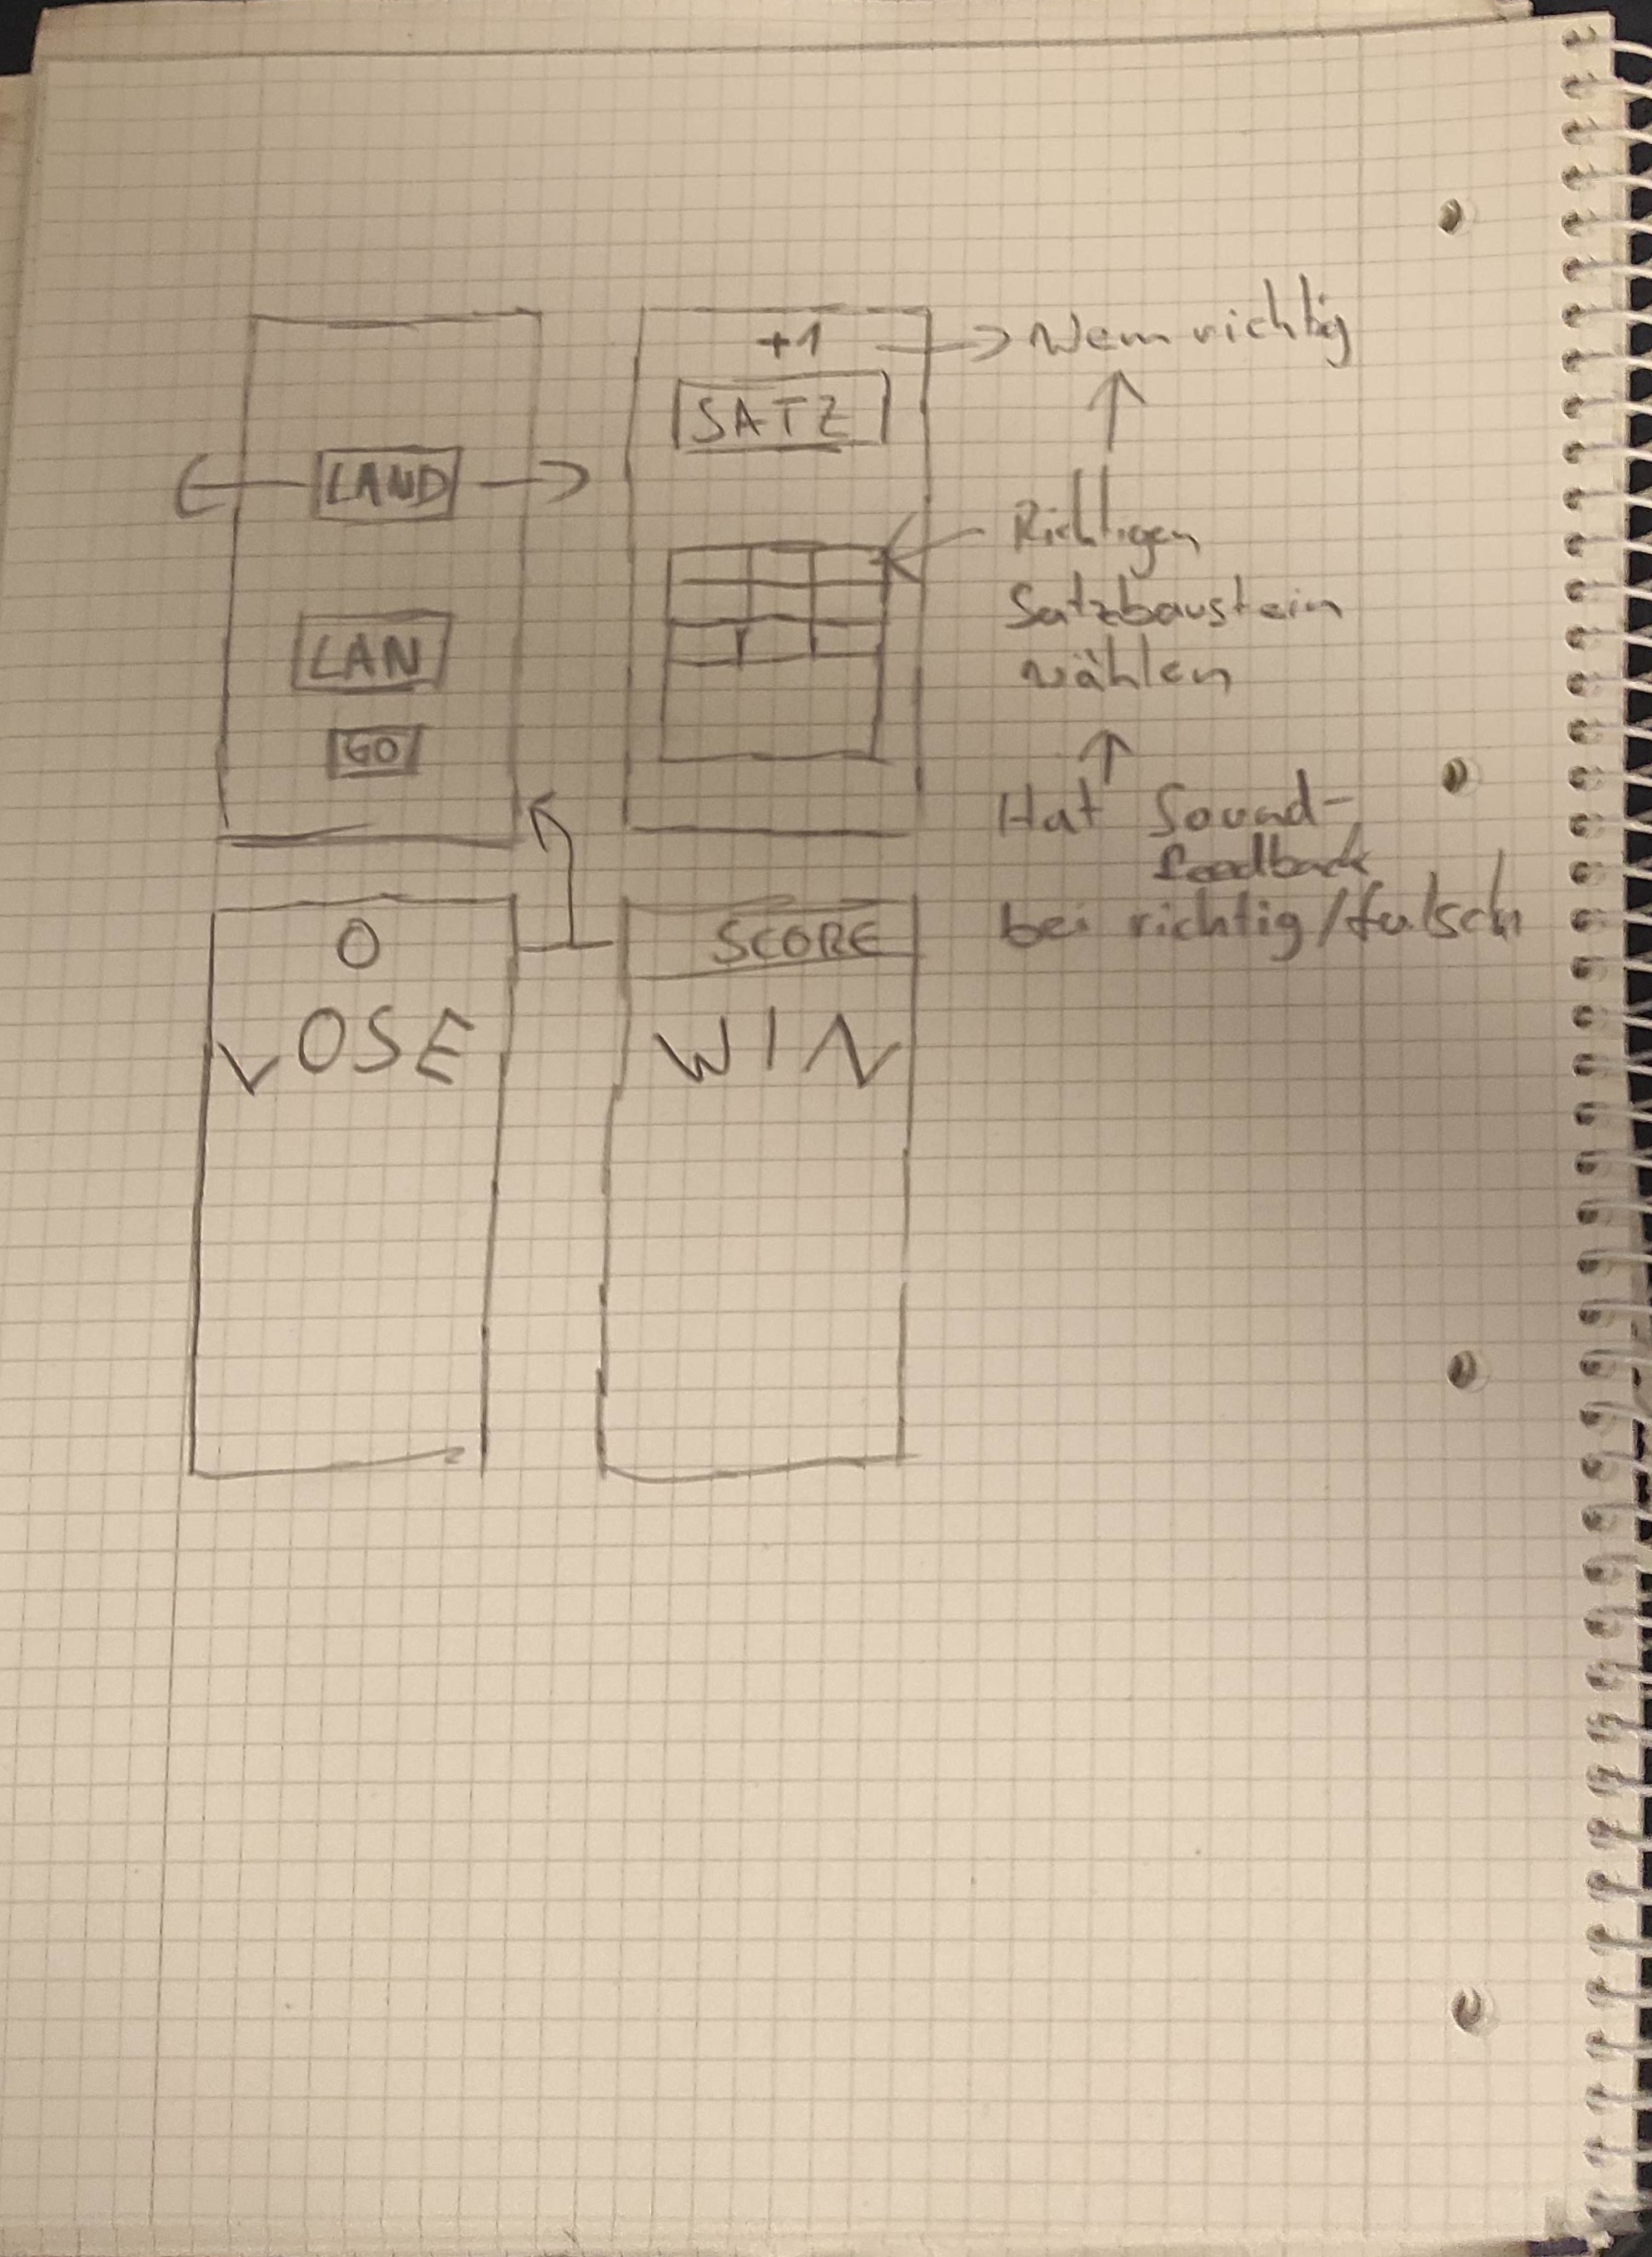 LAND
LAN
GO
+1
SATZ
Wenn richtig
Richtigen
Satzbaustein
wählen
Hat Sound-
feedback
bei richtig/falsch
0
LOSE
SCORE
WIN